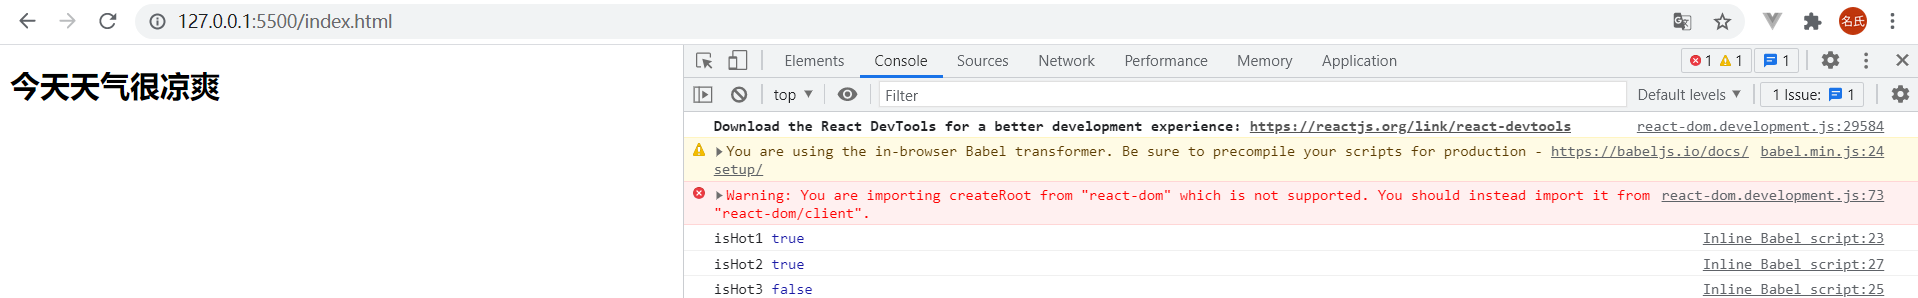 127.0.0.1:5500/index.html
名氏
今天天气很凉爽
Elements Console Sources Network Performance Memory Application 1 1 1
top Filter Default levels 1 Issue: 1
Download the React DevTools for a better development experience: https://reactjs.org/link/react-devtools react-dom.development.js:29584
You are using the in-browser Babel transformer. Be sure to precompile your scripts for production - https://babeljs.io/docs/ babel.min.js:24
setup/
Warning: You are importing createRoot from "react-dom" which is not supported. You should instead import it from react-dom.development.js:73
"react-dom/client".
isHot1 true Inline Babel script:23
isHot2 true Inline Babel script:27
isHot3 false Inline Babel script:25